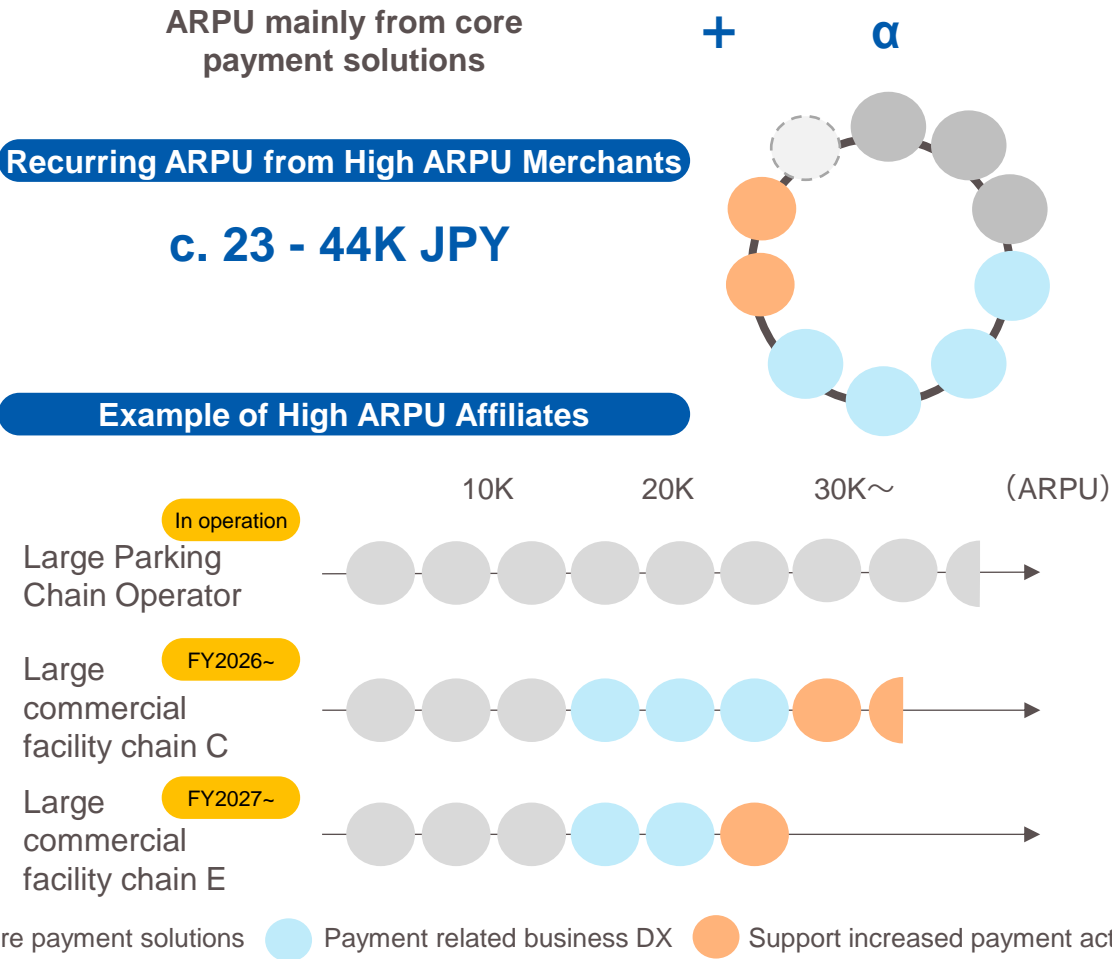 ARPU mainly from core
payment solutions
+ α
Recurring ARPU from High ARPU Merchants
c. 23 - 44K JPY
Example of High ARPU Affiliates
10K 20K 30K～ （ARPU）
In operation
Large Parking
Chain Operator
FY2026~
Large
commercial
facility chain C
FY2027~
Large
commercial
facility chain E
payment solutions Payment related business DX Support increased payment